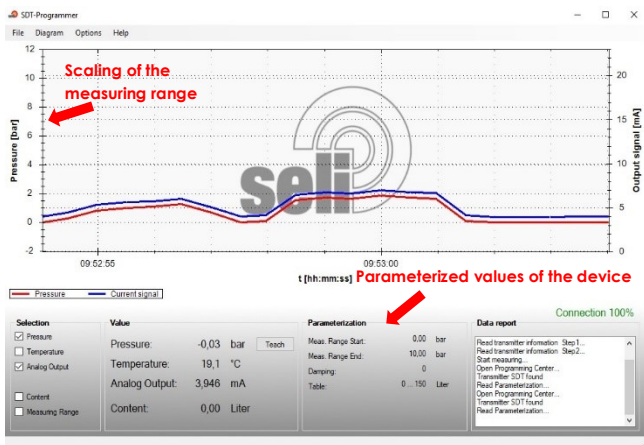 SDT-Programmer
File Diagram Options Help
12
10
8
6
4
2
0
-2
Pressure [bar]
Scaling of the
measuring range
seli
20
15
10
5
0
Output signal [mA]
09:52:55
09:53:00
t [hh:mm:ss]
Parameterized values of the device
Pressure Current signal
Connection 100%
Selection
Pressure
Temperature
Analog Output
Content
Measuring Range
Value
Pressure: -0,03 bar Teach
Temperature: 19,1 °C
Analog Output: 3,946 mA
Content: 0,00 Liter
Parameterization
Meas. Range Start: 0,00 bar
Meas. Range End: 10,00 bar
Damping: 0
Table: 0 ... 150 Liter
Data report
Read transmitter information Step1...
Read transmitter information Step2...
Start measuring...
Open Programming Center...
Transmitter SDT found
Read Parameterization...
Open Programming Center...
Transmitter SDT found
Read Parameterization...